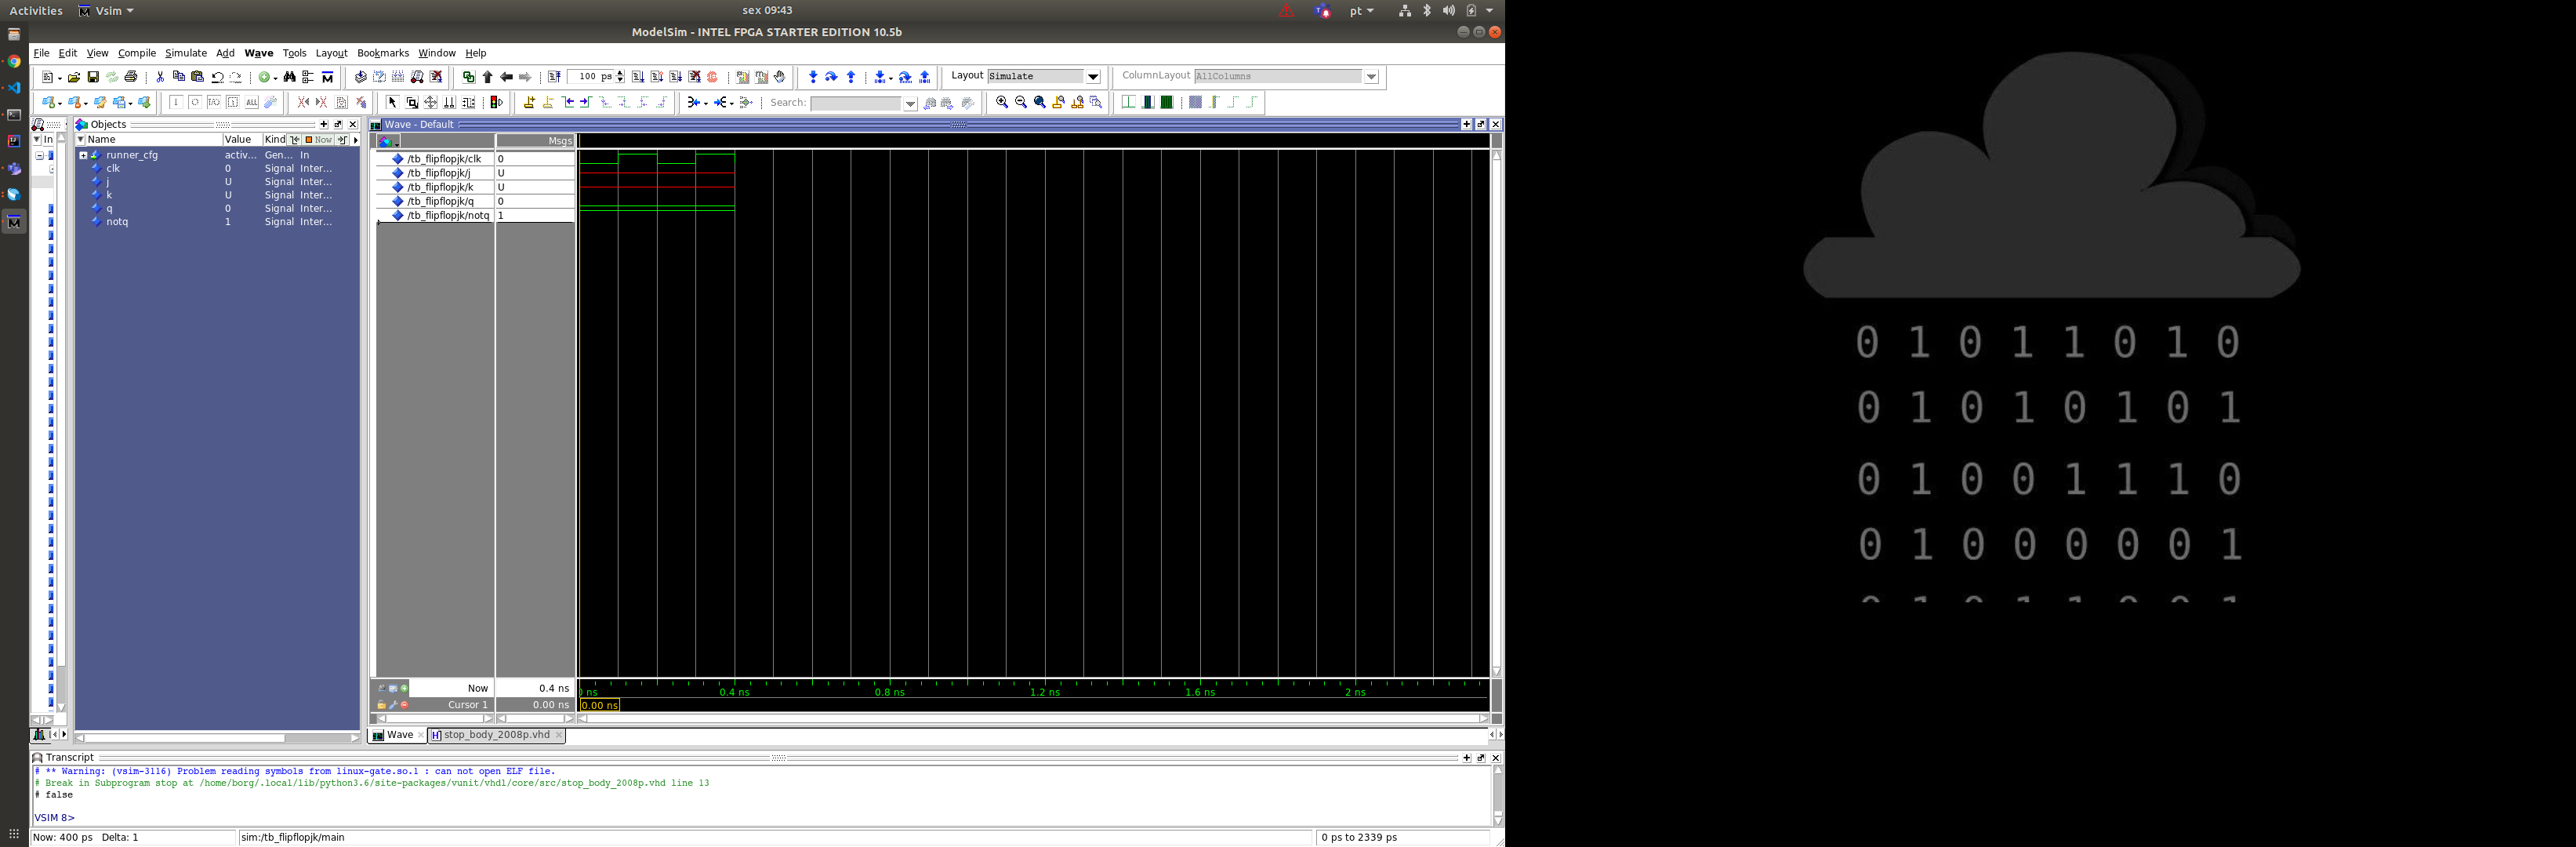 Activities Vsim sex 09:43 pt
ModelSim - INTEL FPGA STARTER EDITION 10.5b
File Edit View Compile Simulate Add Wave Tools Layout Bookmarks Window Help
100 ps Layout Simulate ColumnLayout AllColumns
Search:
In
Objects
Name Value Kind Now
runner_cfg activ... Gen... In
clk 0 Signal Inter...
j U Signal Inter...
k U Signal Inter...
q 0 Signal Inter...
notq 1 Signal Inter...
Wave - Default
Msgs
/tb_flipflopjk/clk 0
/tb_flipflopjk/j U
/tb_flipflopjk/k U
/tb_flipflopjk/q 0
/tb_flipflopjk/notq 1
Now 0.4 ns
Cursor 1 0.00 ns
ns 0.4 ns 0.8 ns 1.2 ns 1.6 ns 2 ns
0.00 ns
Wave stop_body_2008p.vhd
Transcript
# ** Warning: (vsim-3116) Problem reading symbols from linux-gate.so.1 : can not open ELF file.
# Break in Subprogram stop at /home/borg/.local/lib/python3.6/site-packages/vunit/vhdl/core/src/stop_body_2008p.vhd line 13
# false
VSIM 8>
Now: 400 ps Delta: 1 sim:/tb_flipflopjk/main 0 ps to 2339 ps
0 1 0 1 1 0 1 0
0 1 0 1 0 1 0 1
0 1 0 0 1 1 1 0
0 1 0 0 0 0 0 1